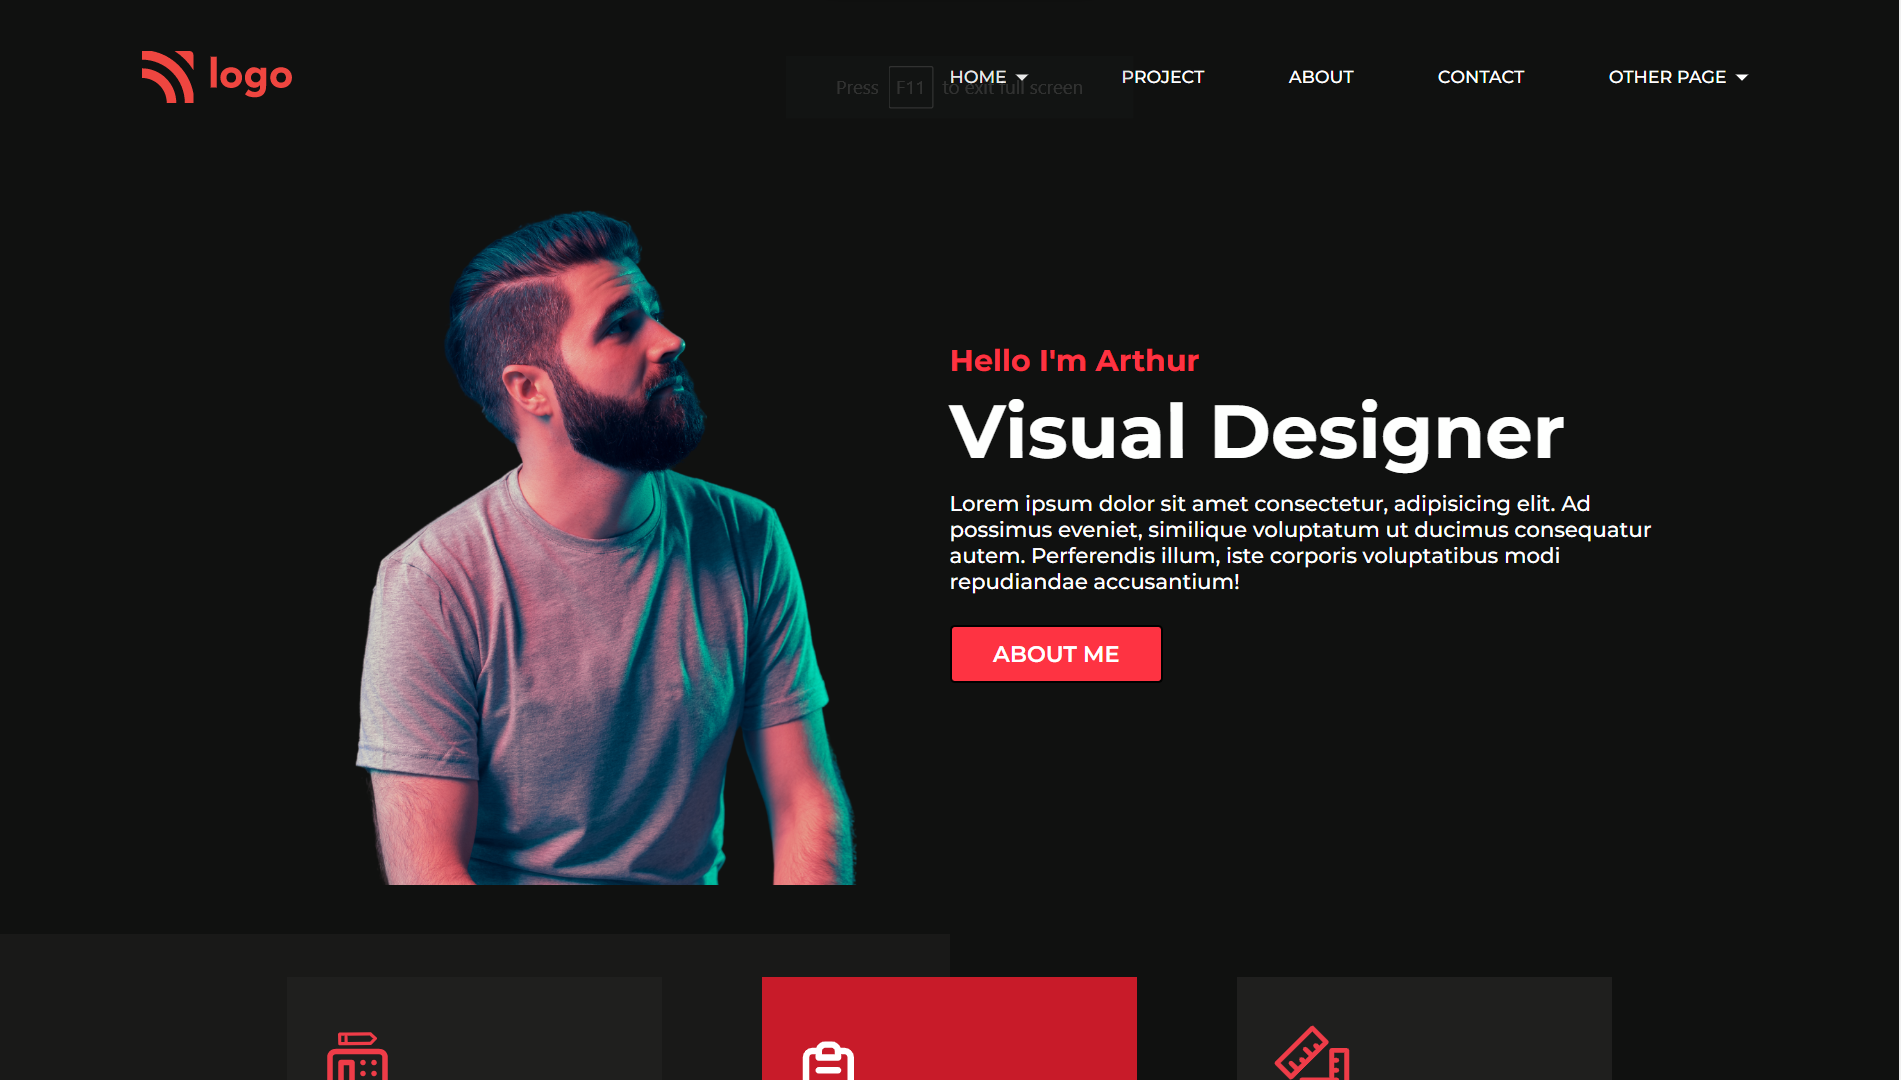 logo
HOME
PROJECT
ABOUT
CONTACT
OTHER PAGE
Press F11 to exit full screen
Hello I'm Arthur
Visual Designer
Lorem ipsum dolor sit amet consectetur, adipisicing elit. Ad
possimus eveniet, similique voluptatum ut ducimus consequatur
autem. Perferendis illum, iste corporis voluptatibus modi
repudiandae accusantium!
ABOUT ME